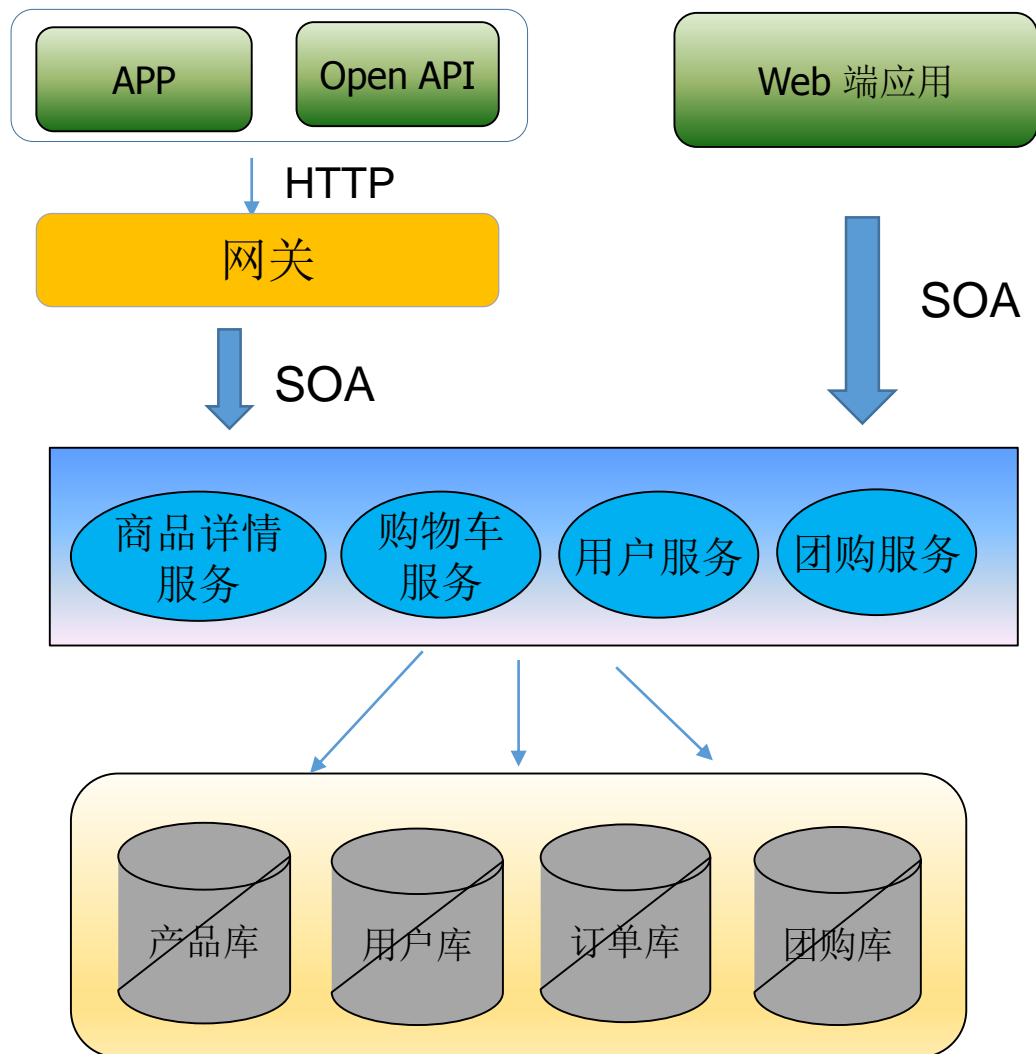 APP
Open API
Web 端应用
HTTP
网关
SOA
SOA
商品详情
服务
购物车
服务
用户服务
团购服务
产品库
用户库
订单库
团购库